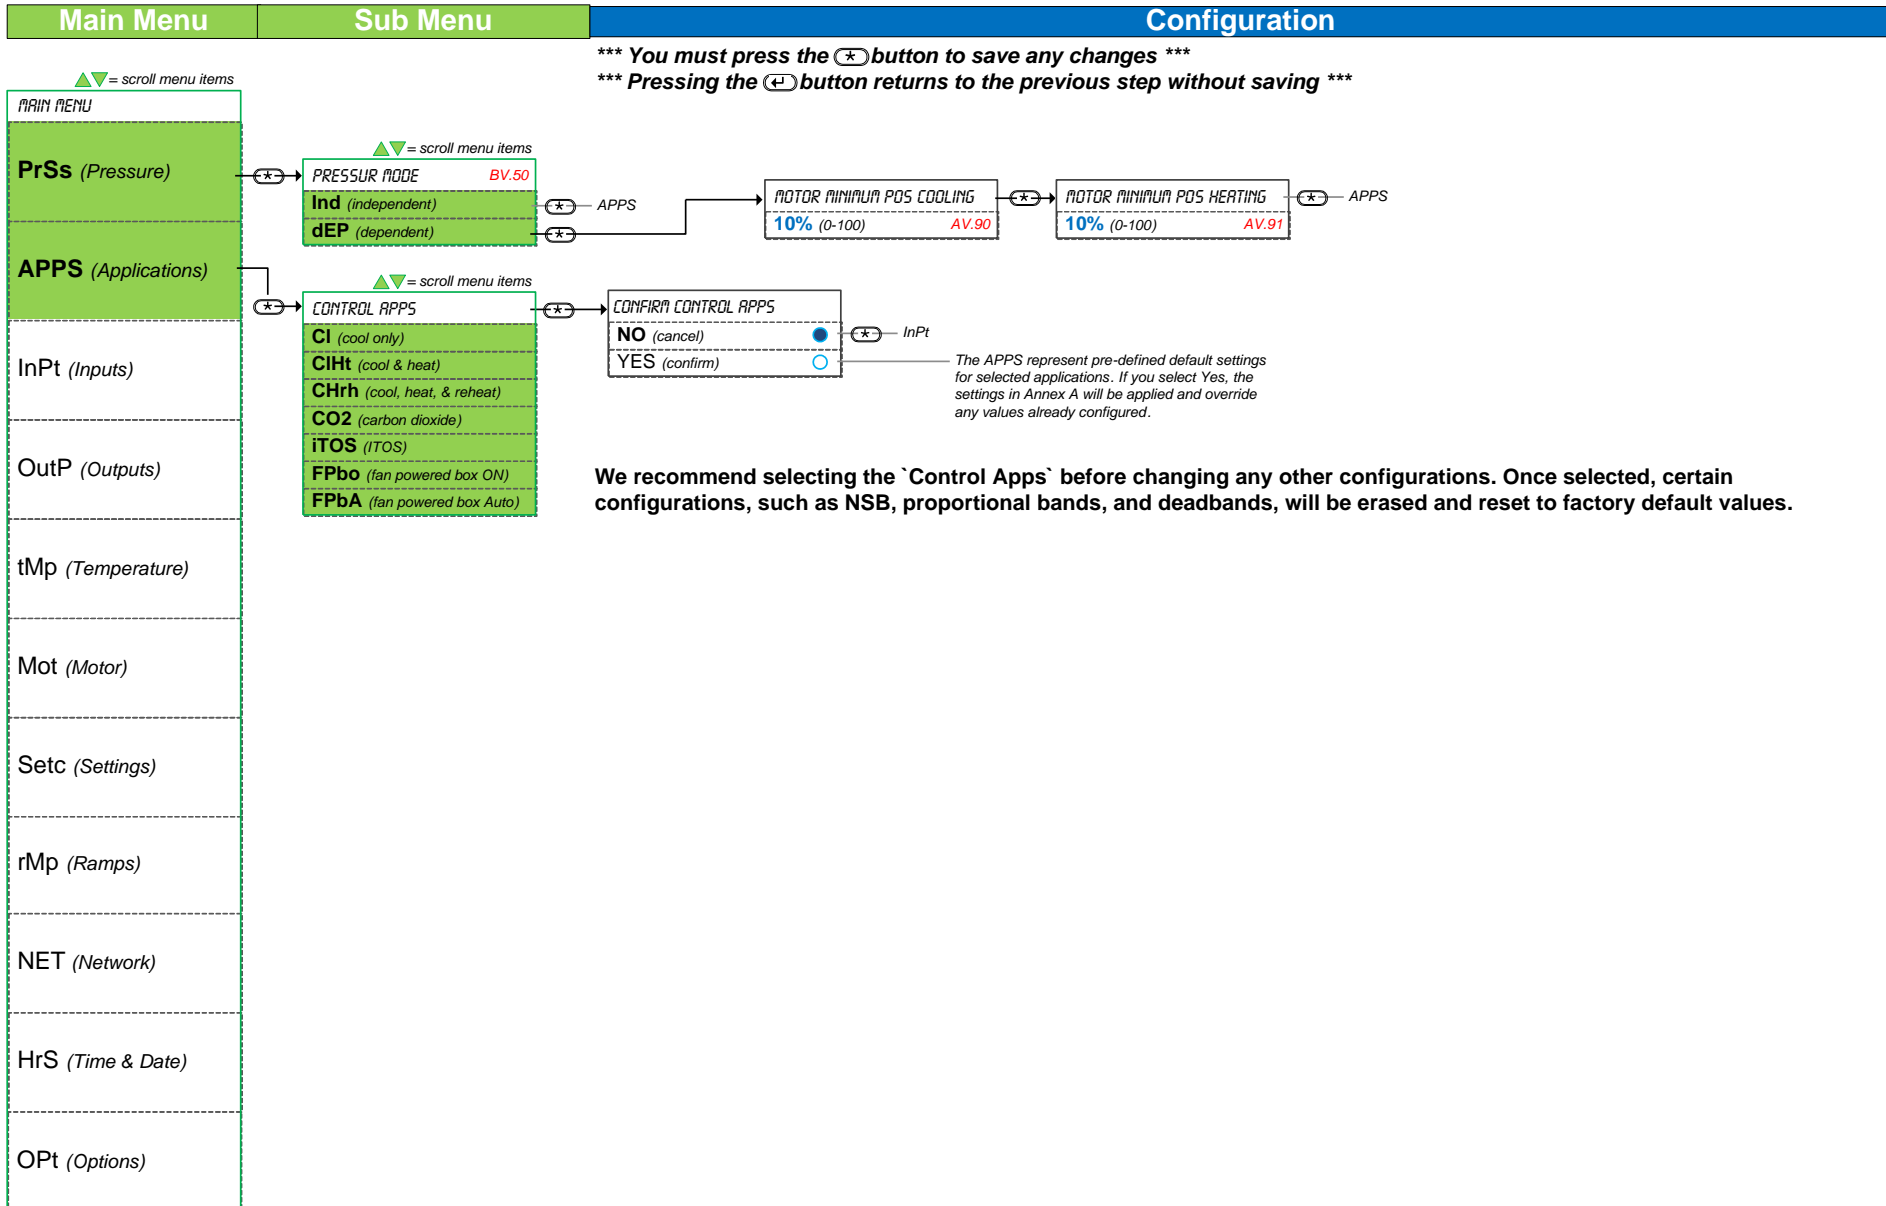 Main Menu
Sub Menu
Configuration
*** You must press the * button to save any changes ***
*** Pressing the ↵ button returns to the previous step without saving ***
= scroll menu items
MAIN MENU
PrSs (Pressure)
APPS (Applications)
InPt (Inputs)
OutP (Outputs)
tMp (Temperature)
Mot (Motor)
Setc (Settings)
rMp (Ramps)
NET (Network)
HrS (Time & Date)
OPt (Options)
*
= scroll menu items
PRESSUR MODE BV.50
Ind (independent)
* APPS
dEP (dependent)
*
MOTOR MINIMUM POS COOLING
10% (0-100) AV.90
*
MOTOR MINIMUM POS HEATING
10% (0-100) AV.91
* APPS
*
= scroll menu items
CONTROL APPS
Cl (cool only)
ClHt (cool & heat)
CHrh (cool, heat, & reheat)
CO2 (carbon dioxide)
iTOS (ITOS)
FPbo (fan powered box ON)
FPbA (fan powered box Auto)
*
CONFIRM CONTROL APPS
NO (cancel)
* InPt
YES (confirm)
The APPS represent pre-defined default settings
for selected applications. If you select Yes, the
settings in Annex A will be applied and override
any values already configured.
We recommend selecting the `Control Apps` before changing any other configurations. Once selected, certain
configurations, such as NSB, proportional bands, and deadbands, will be erased and reset to factory default values.